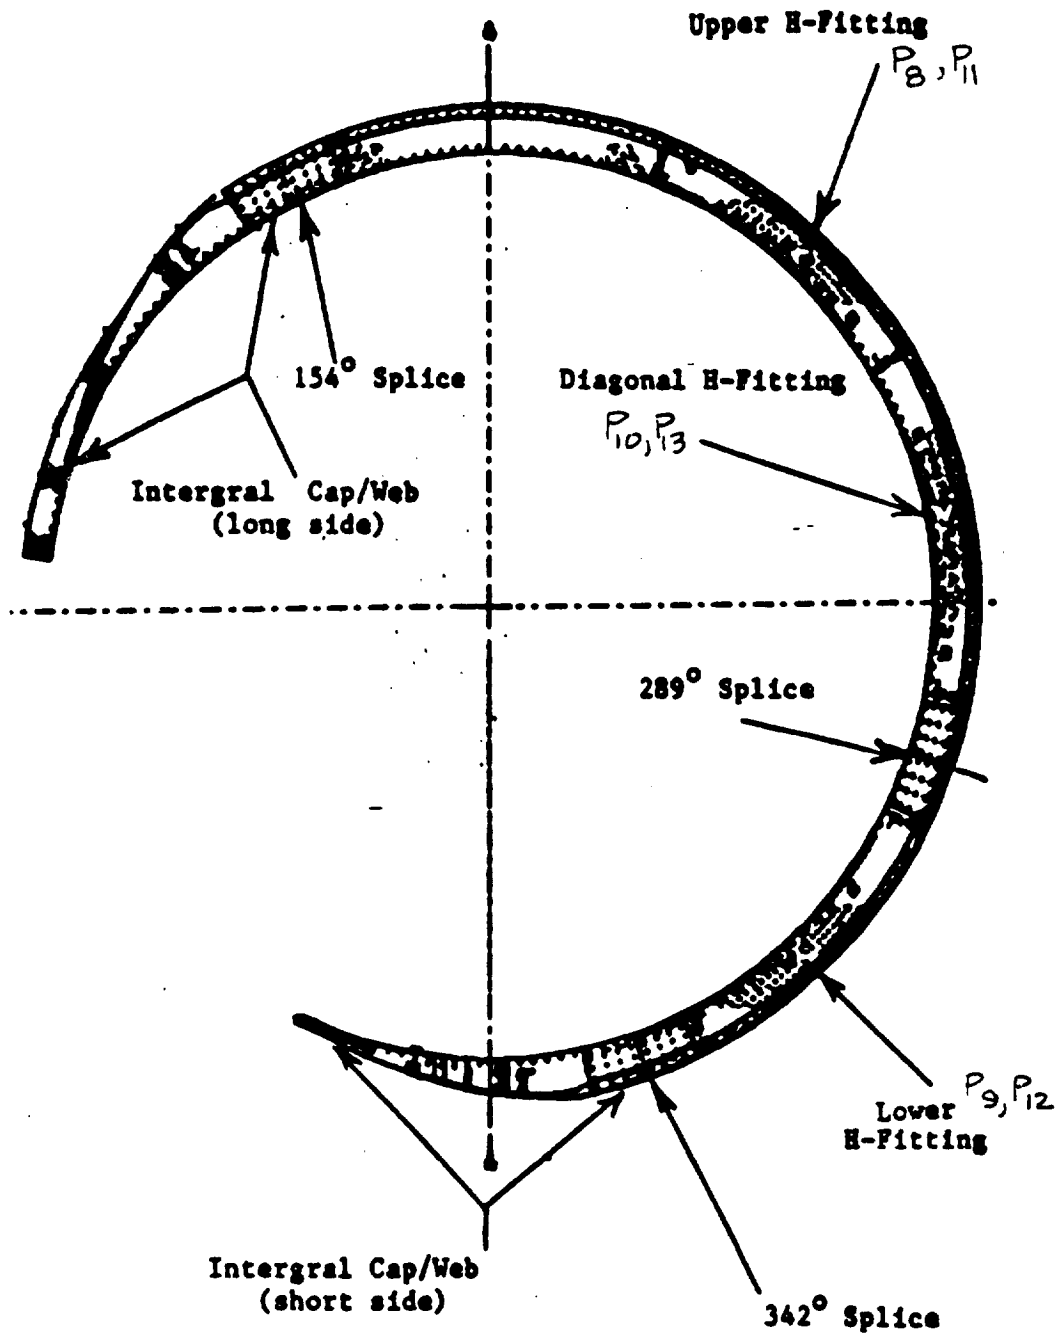 Upper H-Fitting
P8, P11
154° Splice
Diagonal H-Fitting
P10, P13
Intergral Cap/Web
(long side)
289° Splice
P9, P12
Lower
H-Fitting
Intergral Cap/Web
(short side)
342° Splice